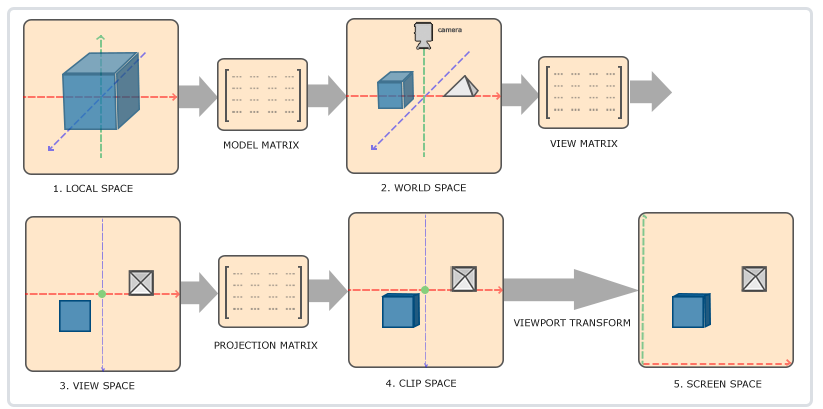 camera
MODEL MATRIX
VIEW MATRIX
1. LOCAL SPACE
2. WORLD SPACE
VIEWPORT TRANSFORM
PROJECTION MATRIX
3. VIEW SPACE
4. CLIP SPACE
5. SCREEN SPACE